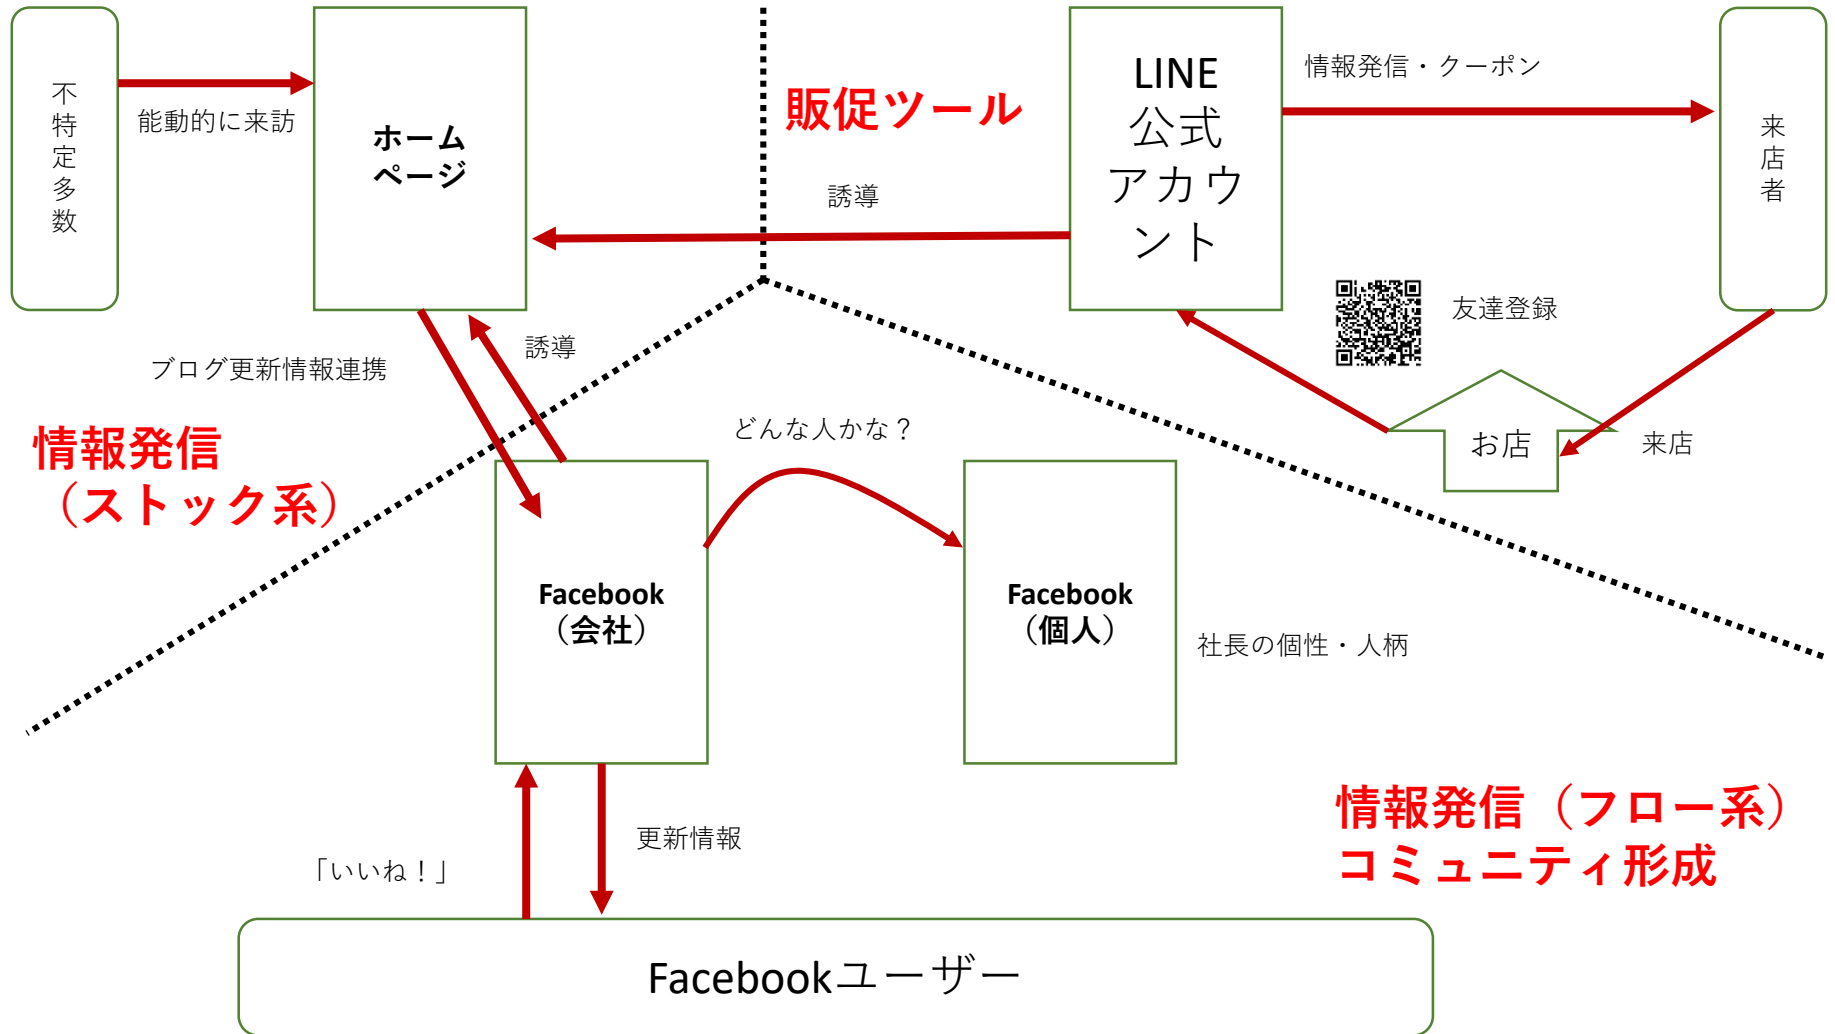 不特定多数
能動的に来訪
ホーム
ページ
販促ツール
誘導
LINE
公式
アカウ
ント
情報発信・クーポン
来店者
友達登録
お店
来店
ブログ更新情報連携
誘導
情報発信
（ストック系）
どんな人かな？
Facebook
（会社）
Facebook
（個人）
社長の個性・人柄
「いいね！」
更新情報
情報発信（フロー系）
コミュニティ形成
Facebookユーザー